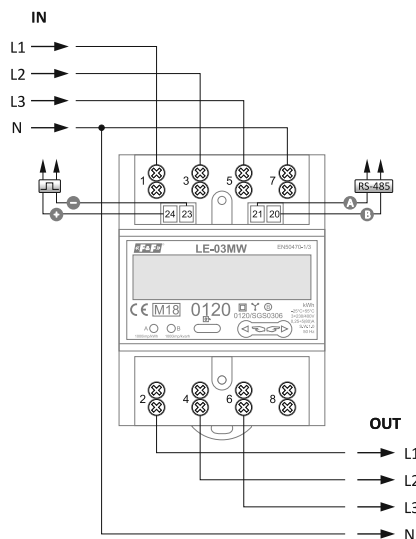 IN
L1
L2
L3
N
1 3 5 7
24 23 21 20
RS-485
A
B
F&F
LE-03MW
EN50470-1/3
CE M18 0120
0120/SGS0306
kWh
A B
2 4 6 8
OUT
L1
L2
L3
N